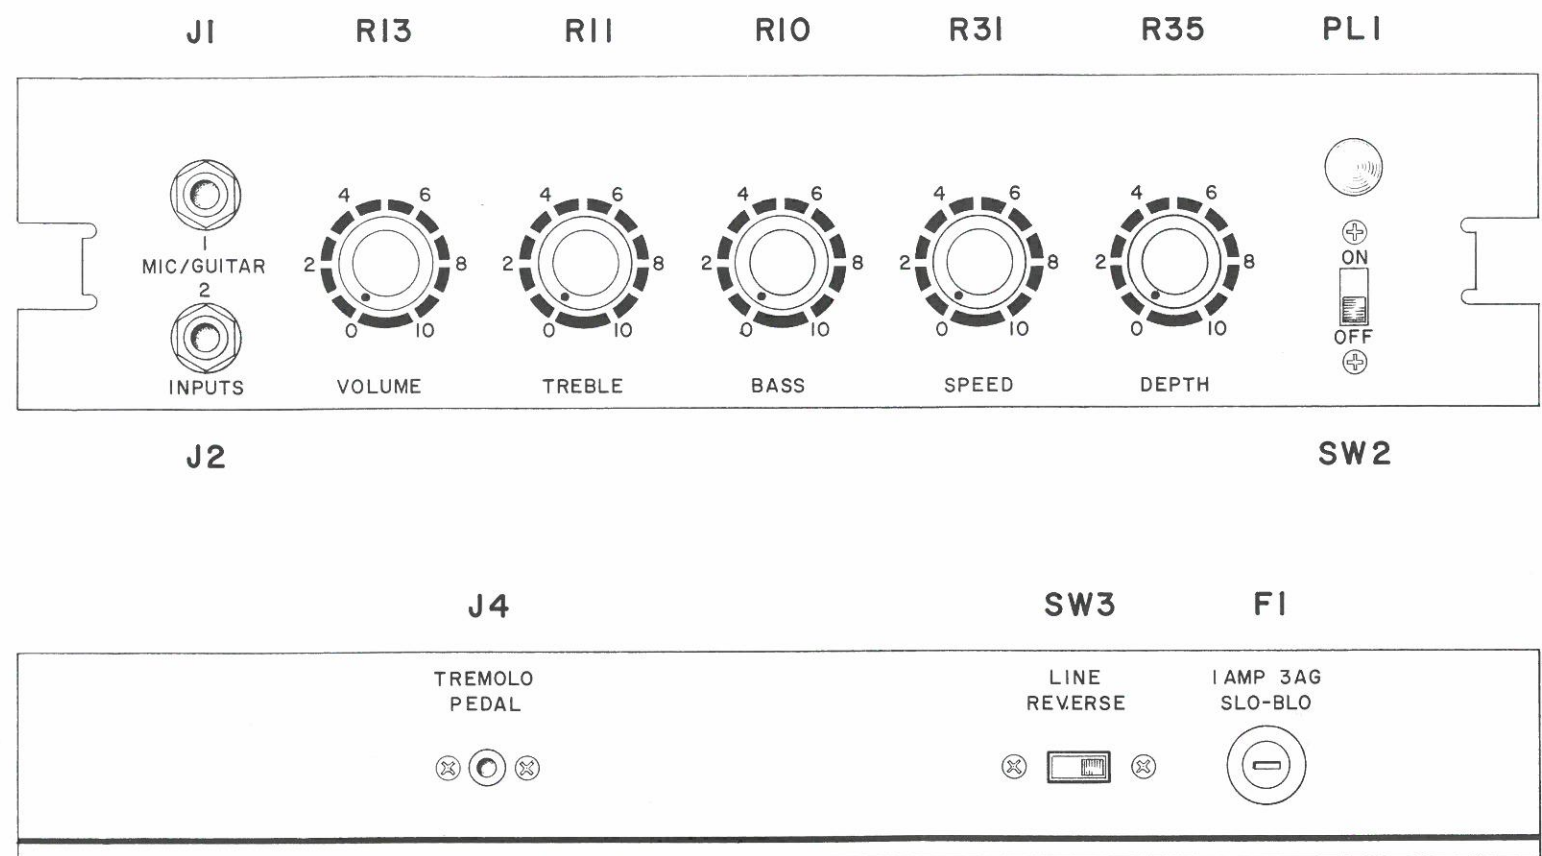 J1 R13 R11 R10 R31 R35 PL1
4 6 4 6 4 6 4 6 4 6
1
ON
MIC/GUITAR 2 8 2 8 2 8 2 8 2 8
2
0 10 0 10 0 10 0 10 0 10
OFF
INPUTS VOLUME TREBLE BASS SPEED DEPTH
J2 SW2
J4 SW3 F1
TREMOLO LINE 1 AMP 3AG
PEDAL REVERSE SLO-BLO